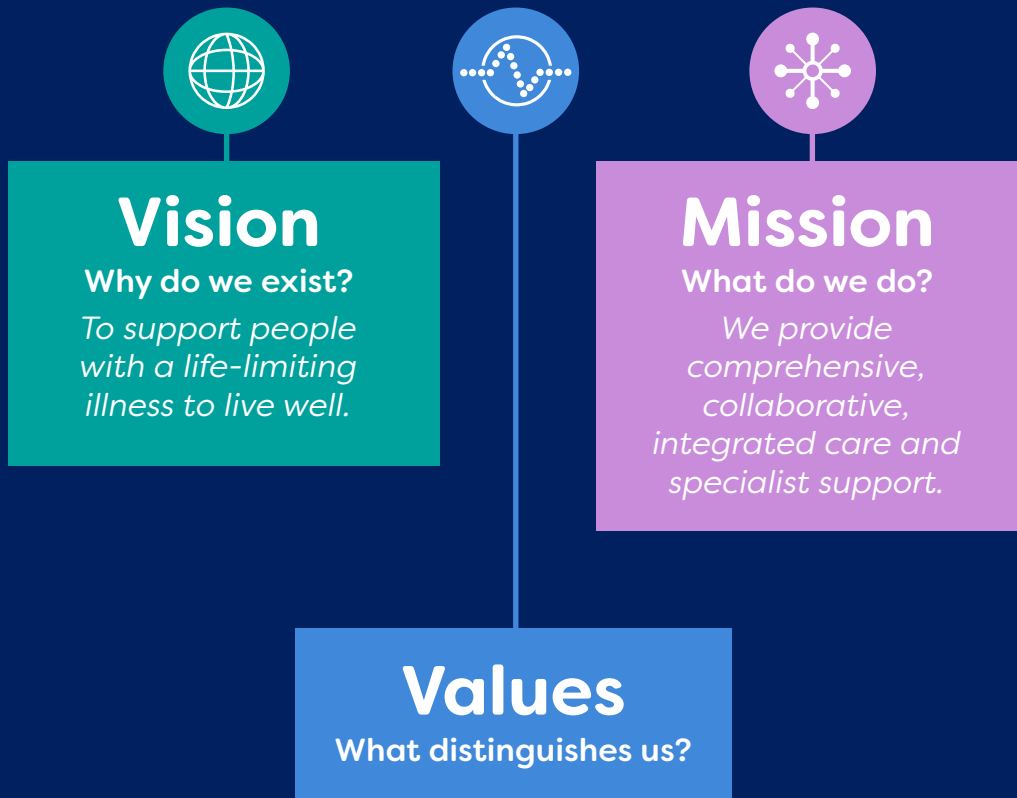 Vision
Why do we exist?
To support people
with a life-limiting
illness to live well.
Mission
What do we do?
We provide
comprehensive,
collaborative,
integrated care and
specialist support.
Values
What distinguishes us?